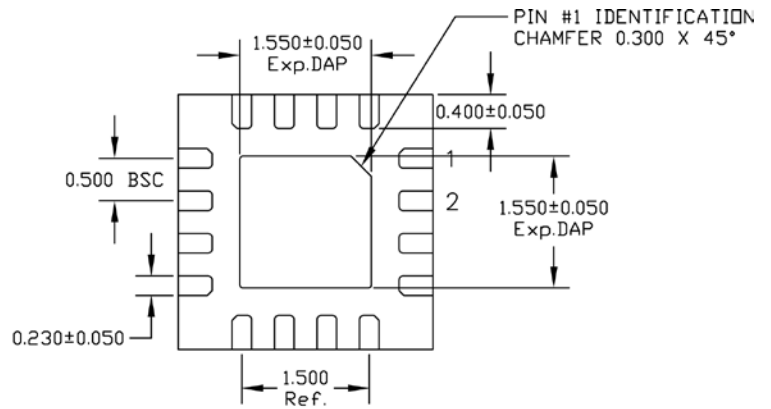 PIN #1 IDENTIFICATION
CHAMFER 0.300 X 45°
1.550±0.050
Exp.DAP
0.400±0.050
1
0.500 BSC
2
1.550±0.050
Exp.DAP
0.230±0.050
1.500
Ref.